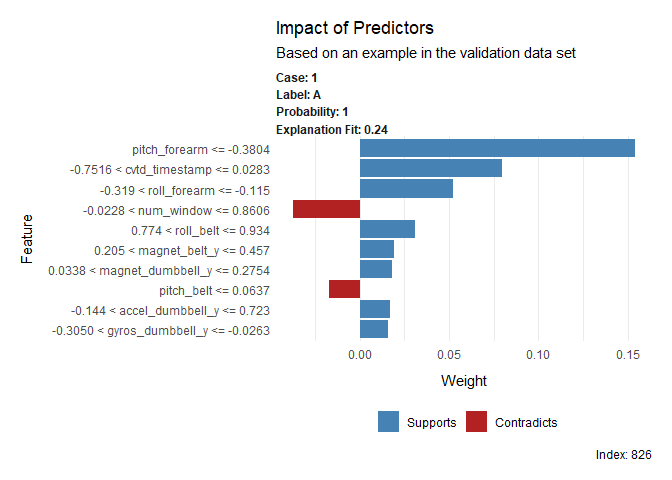 Impact of Predictors
Based on an example in the validation data set
Case: 1
Label: A
Probability: 1
Explanation Fit: 0.24
Feature
pitch_forearm <= -0.3804
-0.7516 < cvtd_timestamp <= 0.0283
-0.319 < roll_forearm <= -0.115
-0.0228 < num_window <= 0.8606
0.774 < roll_belt <= 0.934
0.205 < magnet_belt_y <= 0.457
0.0338 < magnet_dumbbell_y <= 0.2754
pitch_belt <= 0.0637
-0.144 < accel_dumbbell_y <= 0.723
-0.3050 < gyros_dumbbell_y <= -0.0263
0.00 0.05 0.10 0.15
Weight
Supports Contradicts
Index: 826